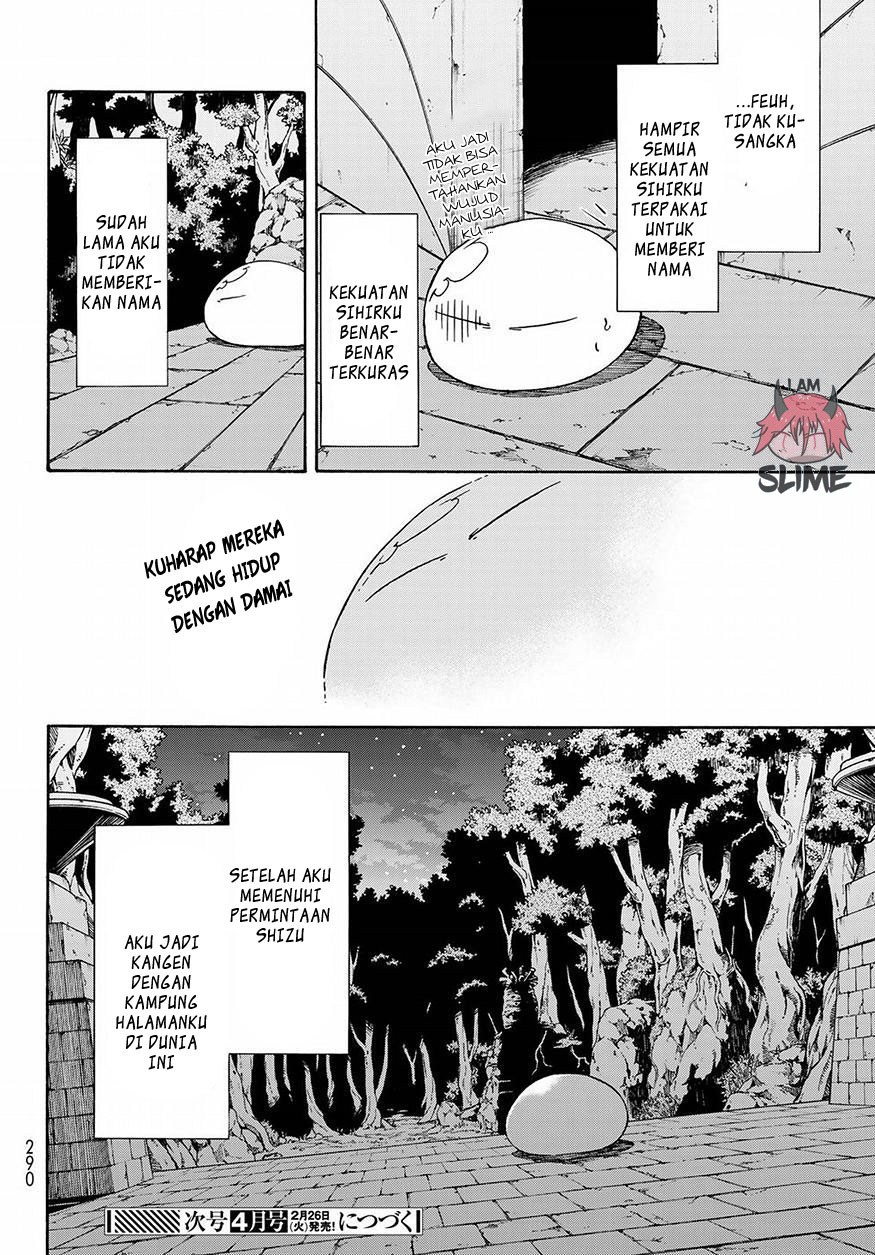 ...FEUH,
TIDAK KU-
SANGKA
HAMPIR
SEMUA
KEKUATAN
SIHIRKU
TERPAKAI
UNTUK
MEMBERI
NAMA
AKU JADI
TIDAK BISA
MEMPER-
TAHANKAN
WUJUD
MANUSIA-
KU...
KEKUATAN
SIHIRKU
BENAR-
BENAR
TERKURAS
SUDAH
LAMA AKU
TIDAK
MEMBERI-
KAN NAMA
I AM
SLIME
KUHARAP MEREKA
SEDANG HIDUP
DENGAN DAMAI
SETELAH AKU
MEMENUHI
PERMINTAAN
SHIZU
AKU JADI
KANGEN
DENGAN
KAMPUNG
HALAMANKU
DI DUNIA
INI
290
次号4月号2月26日(火)発売!につづく